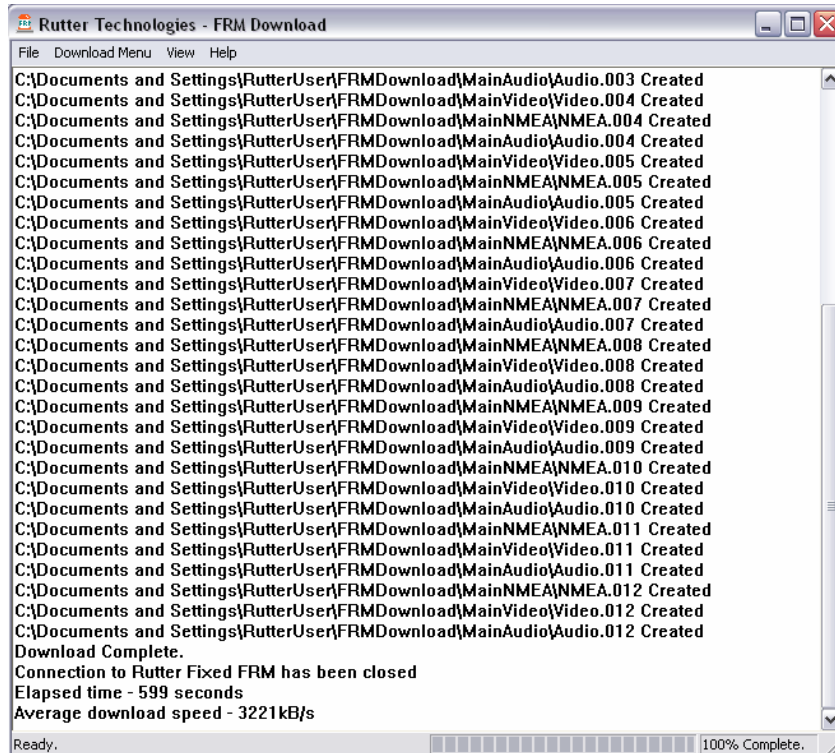 Rutter Technologies - FRM Download
File Download Menu View Help
C:\Documents and Settings\RutterUser\FRMDownload\MainAudio\Audio.003 Created
C:\Documents and Settings\RutterUser\FRMDownload\MainVideo\Video.004 Created
C:\Documents and Settings\RutterUser\FRMDownload\MainNMEA\NMEA.004 Created
C:\Documents and Settings\RutterUser\FRMDownload\MainAudio\Audio.004 Created
C:\Documents and Settings\RutterUser\FRMDownload\MainVideo\Video.005 Created
C:\Documents and Settings\RutterUser\FRMDownload\MainNMEA\NMEA.005 Created
C:\Documents and Settings\RutterUser\FRMDownload\MainAudio\Audio.005 Created
C:\Documents and Settings\RutterUser\FRMDownload\MainVideo\Video.006 Created
C:\Documents and Settings\RutterUser\FRMDownload\MainNMEA\NMEA.006 Created
C:\Documents and Settings\RutterUser\FRMDownload\MainAudio\Audio.006 Created
C:\Documents and Settings\RutterUser\FRMDownload\MainVideo\Video.007 Created
C:\Documents and Settings\RutterUser\FRMDownload\MainNMEA\NMEA.007 Created
C:\Documents and Settings\RutterUser\FRMDownload\MainAudio\Audio.007 Created
C:\Documents and Settings\RutterUser\FRMDownload\MainNMEA\NMEA.008 Created
C:\Documents and Settings\RutterUser\FRMDownload\MainVideo\Video.008 Created
C:\Documents and Settings\RutterUser\FRMDownload\MainAudio\Audio.008 Created
C:\Documents and Settings\RutterUser\FRMDownload\MainNMEA\NMEA.009 Created
C:\Documents and Settings\RutterUser\FRMDownload\MainVideo\Video.009 Created
C:\Documents and Settings\RutterUser\FRMDownload\MainAudio\Audio.009 Created
C:\Documents and Settings\RutterUser\FRMDownload\MainNMEA\NMEA.010 Created
C:\Documents and Settings\RutterUser\FRMDownload\MainVideo\Video.010 Created
C:\Documents and Settings\RutterUser\FRMDownload\MainAudio\Audio.010 Created
C:\Documents and Settings\RutterUser\FRMDownload\MainNMEA\NMEA.011 Created
C:\Documents and Settings\RutterUser\FRMDownload\MainVideo\Video.011 Created
C:\Documents and Settings\RutterUser\FRMDownload\MainAudio\Audio.011 Created
C:\Documents and Settings\RutterUser\FRMDownload\MainNMEA\NMEA.012 Created
C:\Documents and Settings\RutterUser\FRMDownload\MainVideo\Video.012 Created
C:\Documents and Settings\RutterUser\FRMDownload\MainAudio\Audio.012 Created
Download Complete.
Connection to Rutter Fixed FRM has been closed
Elapsed time - 599 seconds
Average download speed - 3221kB/s
Ready. 100% Complete.